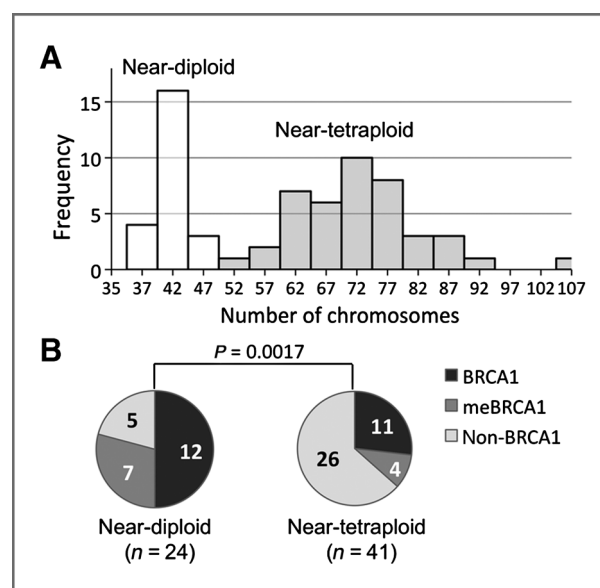 A
Near-diploid
Near-tetraploid
15
10
5
0
Frequency
35 37 42 47 52 57 62 67 72 77 82 87 92 97 102 107
Number of chromosomes
B
P = 0.0017
BRCA1
meBRCA1
Non-BRCA1
5
12
7
11
4
26
Near-diploid
(n = 24)
Near-tetraploid
(n = 41)